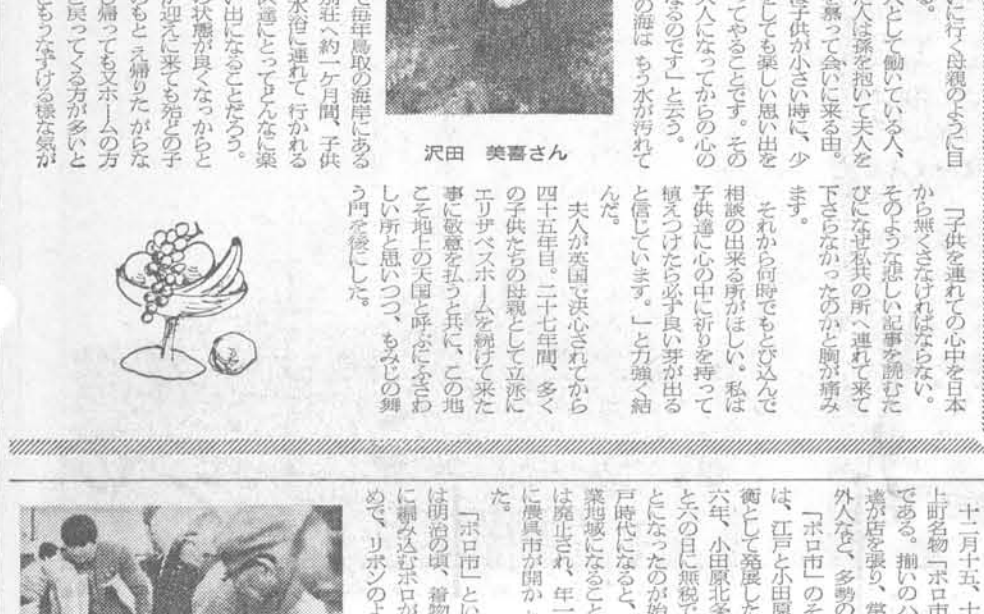 いに行く母親のように目
人として働いている人、
人は孫を抱いて夫人を
慕って会いに来る由。
子供が小さい時に、少
としても楽しい思い出を
ってやることです。その
大人になってからの心の
なるのです」と云う。
の海は もう水が汚れて
沢田 美喜さん
て毎年鳥取の海岸にある
別荘へ約一ヶ月間、子供
水浴に連れて 行かれる
達にとってどんなに楽
い出になることだろう。
の状態が良くなっからと
が迎えに来ても殆どの子
のもと え帰りた がらな
し帰っても又ホームの方
と戻ってくる方が多いと
ともうなずける様な気が
「子供を連れての心中を日本
から無くさなければならない。
そのような悲しい記事を読むた
びになぜ私共の所へ連れて来て
下さらなかったのかと胸が痛み
ます。
それから何時でもとび込んで
相談の出来る所がほしい。私は
子供達に心の中に祈りを持って
植えつけたら必ず良い芽が出る
と信じています。」と力強く結
んだ。
夫人が英国で決心されてから
四十五年目。二十七年間、多く
の子供たちの母親として立派に
エリザベスホームを続けて来た
事に敬意を払うと共に、この地
こそ地上の天国と呼ぶにふさわ
しい所と思いつつ、もみじの舞
う門を後にした。
十二月十五、十
上町名物「ボロ市
である。揃いの
達が店を張り、常
外人など、多勢の
「ボロ市」のそ
は、江戸と小田原
衝として発展した
六年、小田原北条
と六の日に無税で
とになったのが始
戸時代になると、
業地域になること
は廃止され、年一
に農具市が開か
た。
「ボロ市」とい
は明治の頃、着物
に編み込むボロが
めで、リボンのよ